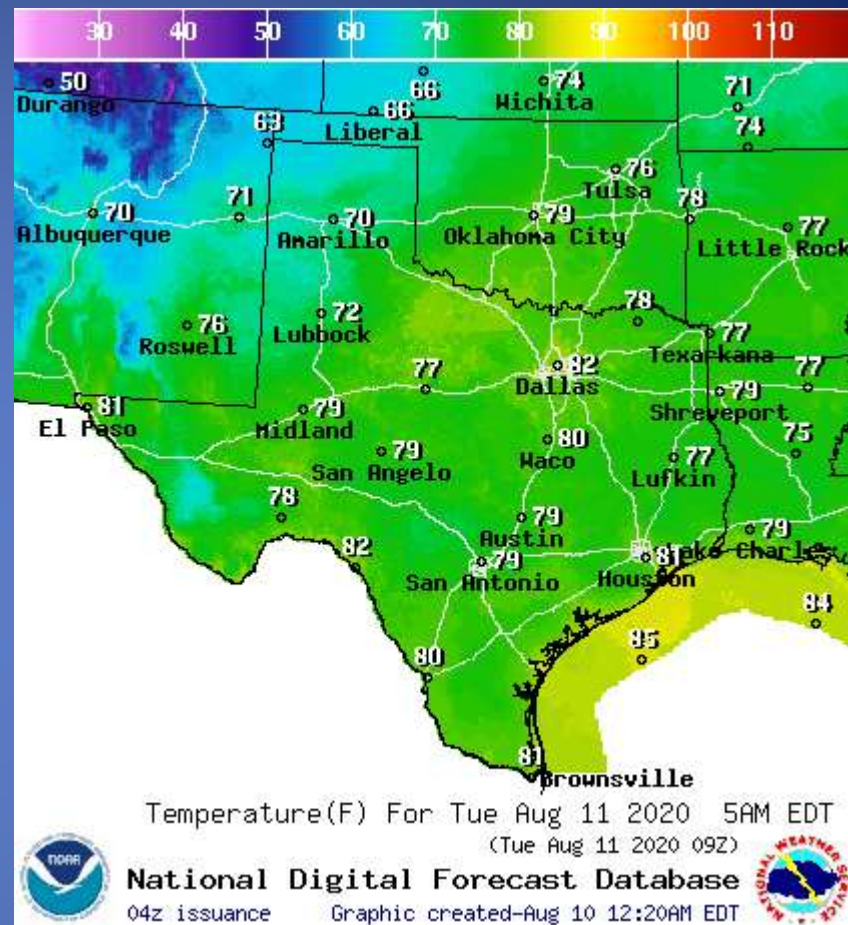 30 40 50 60 70 80 90 100 110
50
Durango
66
74
Wichita
71
66
Liberal
63
74
76
Tulsa
70
Albuquerque
71
70
Amarillo
79
Oklahoma City
78
77
Little Rock
76
Roswell
72
Lubbock
78
77
Texarkana
82
Dallas
77
79
Shreveport
77
81
El Paso
79
Midland
79
San Angelo
80
Waco
77
Lufkin
75
78
79
Austin
79
Lake Charles
82
79
San Antonio
81
Houston
84
85
80
81
Brownsville
Temperature(F) For Tue Aug 11 2020 5AM EDT
(Tue Aug 11 2020 09Z)
NOAA
National Digital Forecast Database
04z issuance Graphic created-Aug 10 12:20AM EDT
NATIONAL WEATHER SERVICE